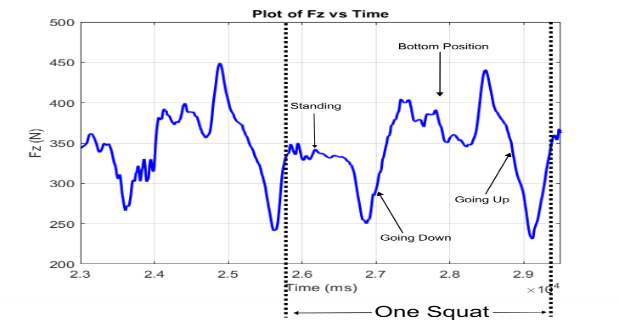 Plot of Fz vs Time
500
450
400
350
300
250
200
Fz (N)
Bottom Position
Standing
Going Up
Going Down
2.3 2.4 2.5 2.6 2.7 2.8 2.9
Time (ms)
×10⁴
One Squat